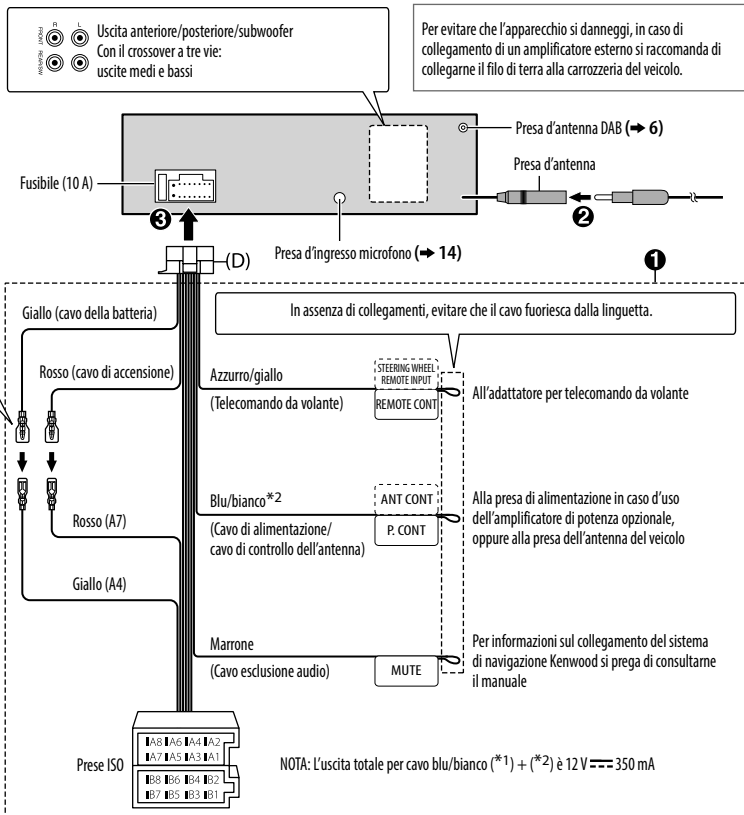 R L
FRONT
REAR/SW
Uscita anteriore/posteriore/subwoofer
Con il crossover a tre vie:
uscite medi e bassi
Per evitare che l'apparecchio si danneggi, in caso di
collegamento di un amplificatore esterno si raccomanda di
collegarne il filo di terra alla carrozzeria del veicolo.
Presa d'antenna DAB (➜ 6)
Presa d'antenna
Fusibile (10 A)
❸
❷
Presa d'ingresso microfono (➜ 14)
(D)
❶
Giallo (cavo della batteria)
In assenza di collegamenti, evitare che il cavo fuoriesca dalla linguetta.
Rosso (cavo di accensione)
Azzurro/giallo
(Telecomando da volante)
STEERING WHEEL
REMOTE INPUT
REMOTE CONT
All'adattatore per telecomando da volante
Blu/bianco*2
(Cavo di alimentazione/
cavo di controllo dell'antenna)
ANT CONT
P. CONT
Alla presa di alimentazione in caso d'uso
dell'amplificatore di potenza opzionale,
oppure alla presa dell'antenna del veicolo
Rosso (A7)
Giallo (A4)
Marrone
(Cavo esclusione audio)
MUTE
Per informazioni sul collegamento del sistema
di navigazione Kenwood si prega di consultarne
il manuale
Prese ISO
A8 A6 A4 A2
A7 A5 A3 A1
B8 B6 B4 B2
B7 B5 B3 B1
NOTA: L'uscita totale per cavo blu/bianco (*1) + (*2) è 12 V ⎓ 350 mA